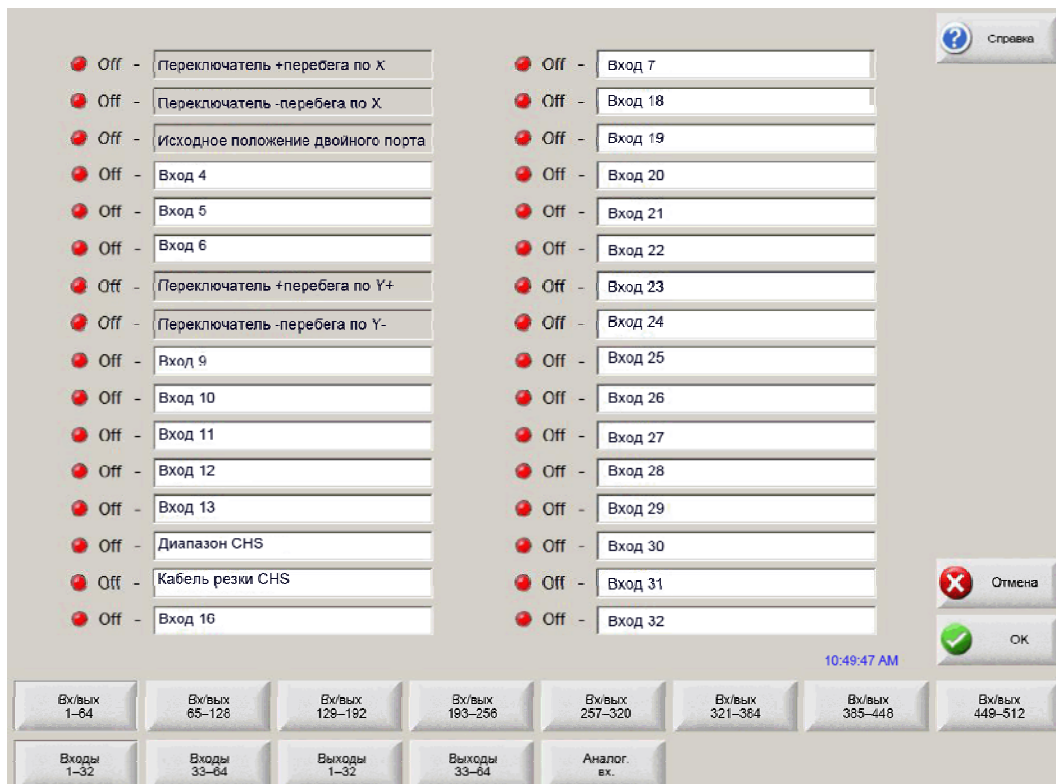 Справка
Off - Переключатель +перебега по X
Off - Переключатель -перебега по X
Off - Исходное положение двойного порта
Off - Вход 4
Off - Вход 5
Off - Вход 6
Off - Переключатель +перебега по Y+
Off - Переключатель -перебега по Y-
Off - Вход 9
Off - Вход 10
Off - Вход 11
Off - Вход 12
Off - Вход 13
Off - Диапазон CHS
Off - Кабель резки CHS
Off - Вход 16
Off - Вход 7
Off - Вход 18
Off - Вход 19
Off - Вход 20
Off - Вход 21
Off - Вход 22
Off - Вход 23
Off - Вход 24
Off - Вход 25
Off - Вход 26
Off - Вход 27
Off - Вход 28
Off - Вход 29
Off - Вход 30
Off - Вход 31
Off - Вход 32
Отмена
OK
10:49:47 AM
Вх/вых
1–64
Вх/вых
65–128
Вх/вых
129–192
Вх/вых
193–256
Вх/вых
257–320
Вх/вых
321–384
Вх/вых
385–448
Вх/вых
449–512
Входы
1–32
Входы
33–64
Выходы
1–32
Выходы
33–64
Аналог.
вх.